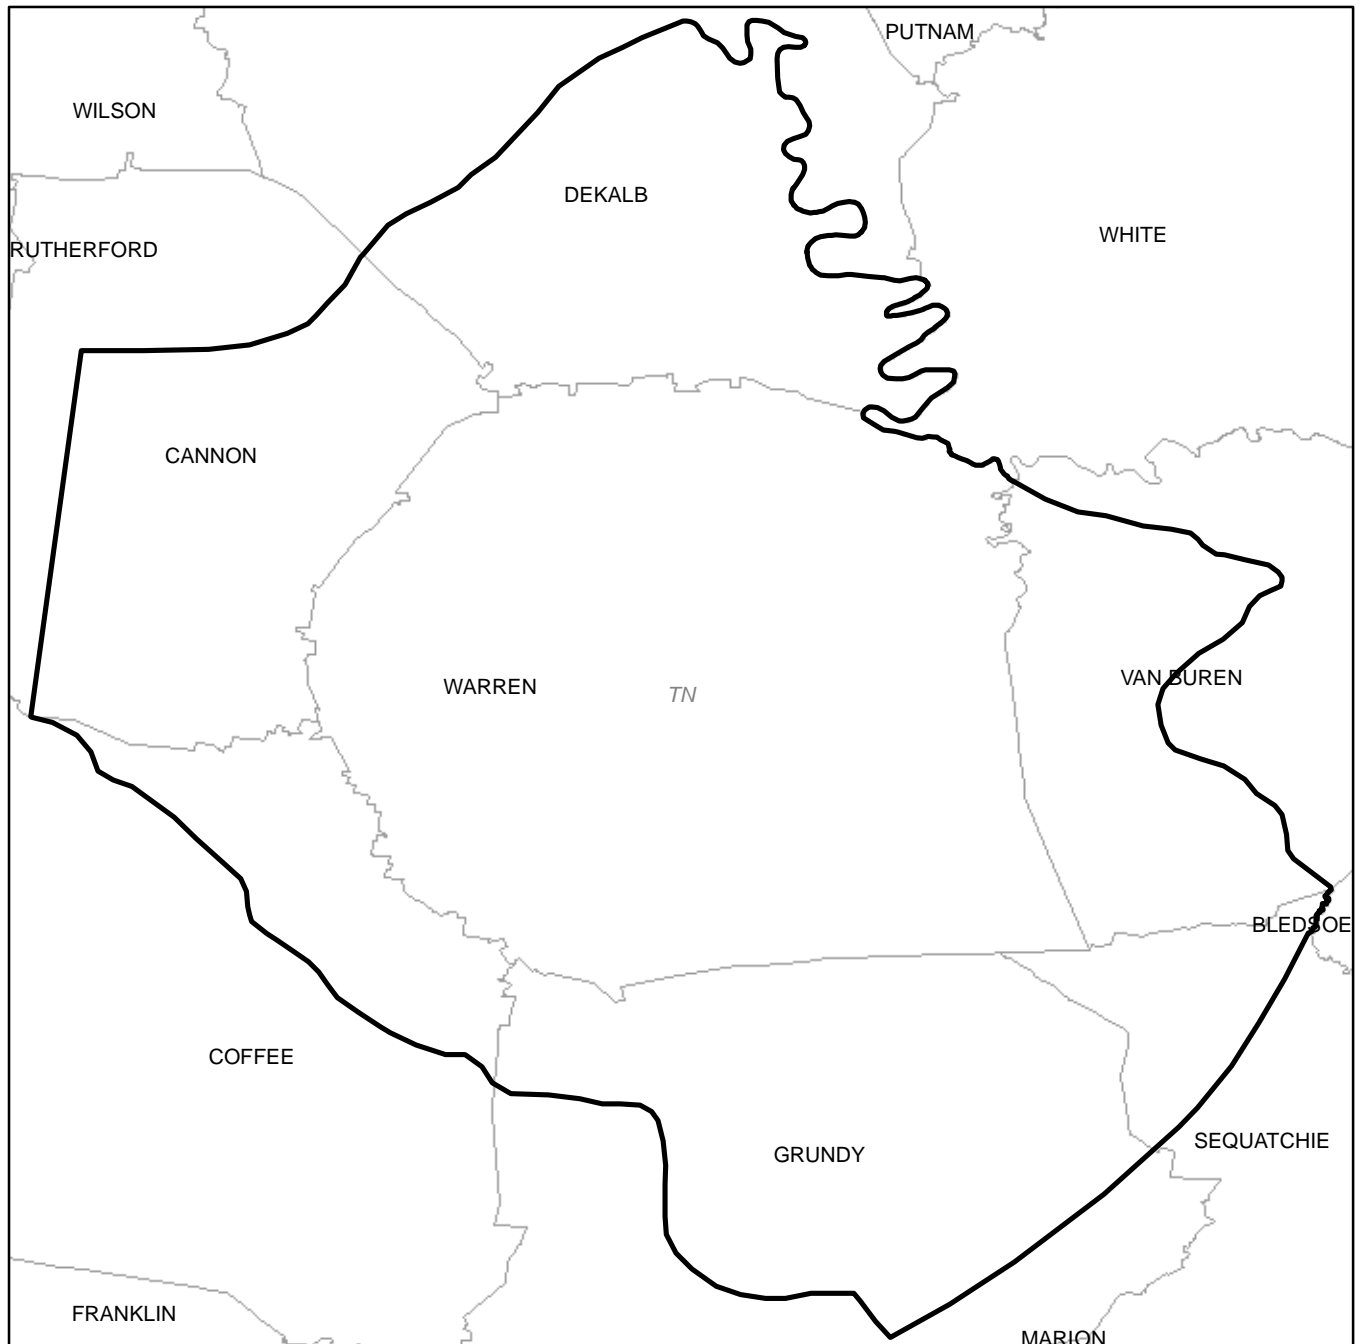 PUTNAM
WILSON
DEKALB
WHITE
RUTHERFORD
CANNON
VAN BUREN
WARREN
TN
BLEDSOE
COFFEE
SEQUATCHIE
GRUNDY
FRANKLIN
MARION